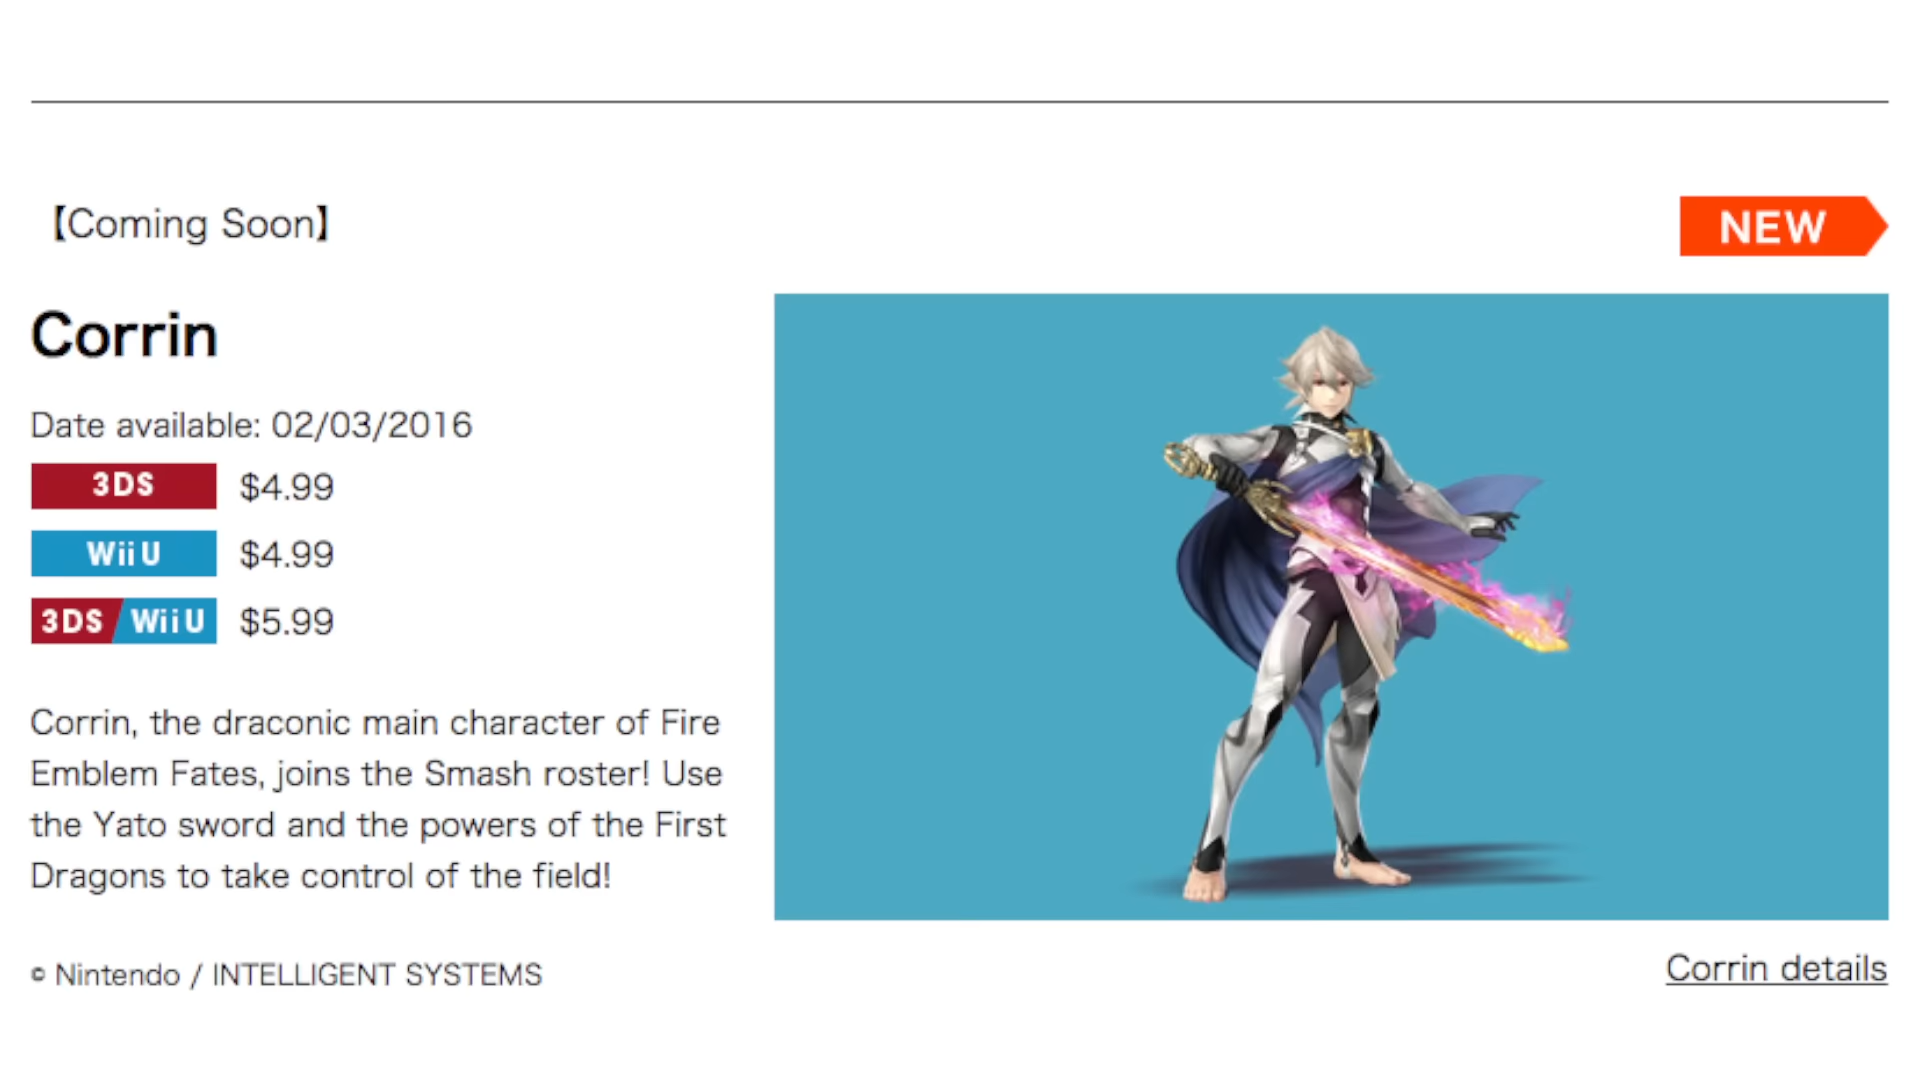 【Coming Soon】
NEW
Corrin
Date available: 02/03/2016
3DS $4.99
Wii U $4.99
3DS / Wii U $5.99
Corrin, the draconic main character of Fire
Emblem Fates, joins the Smash roster! Use
the Yato sword and the powers of the First
Dragons to take control of the field!
© Nintendo / INTELLIGENT SYSTEMS
Corrin details